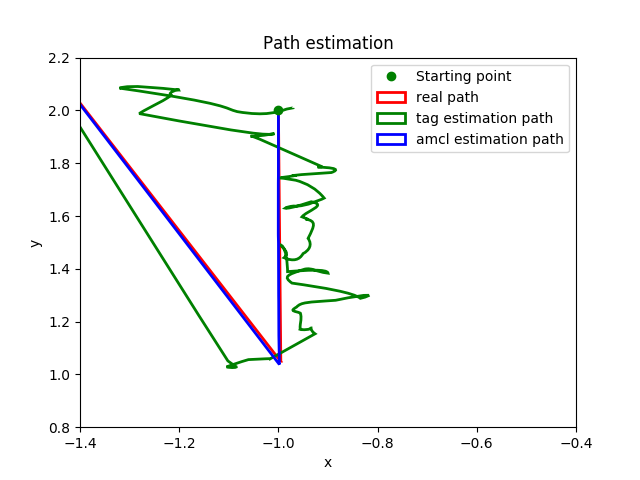 Path estimation
2.2
Starting point
real path
tag estimation path
amcl estimation path
2.0
1.8
1.6
y
1.4
1.2
1.0
0.8
−1.4 −1.2 −1.0 −0.8 −0.6 −0.4
x